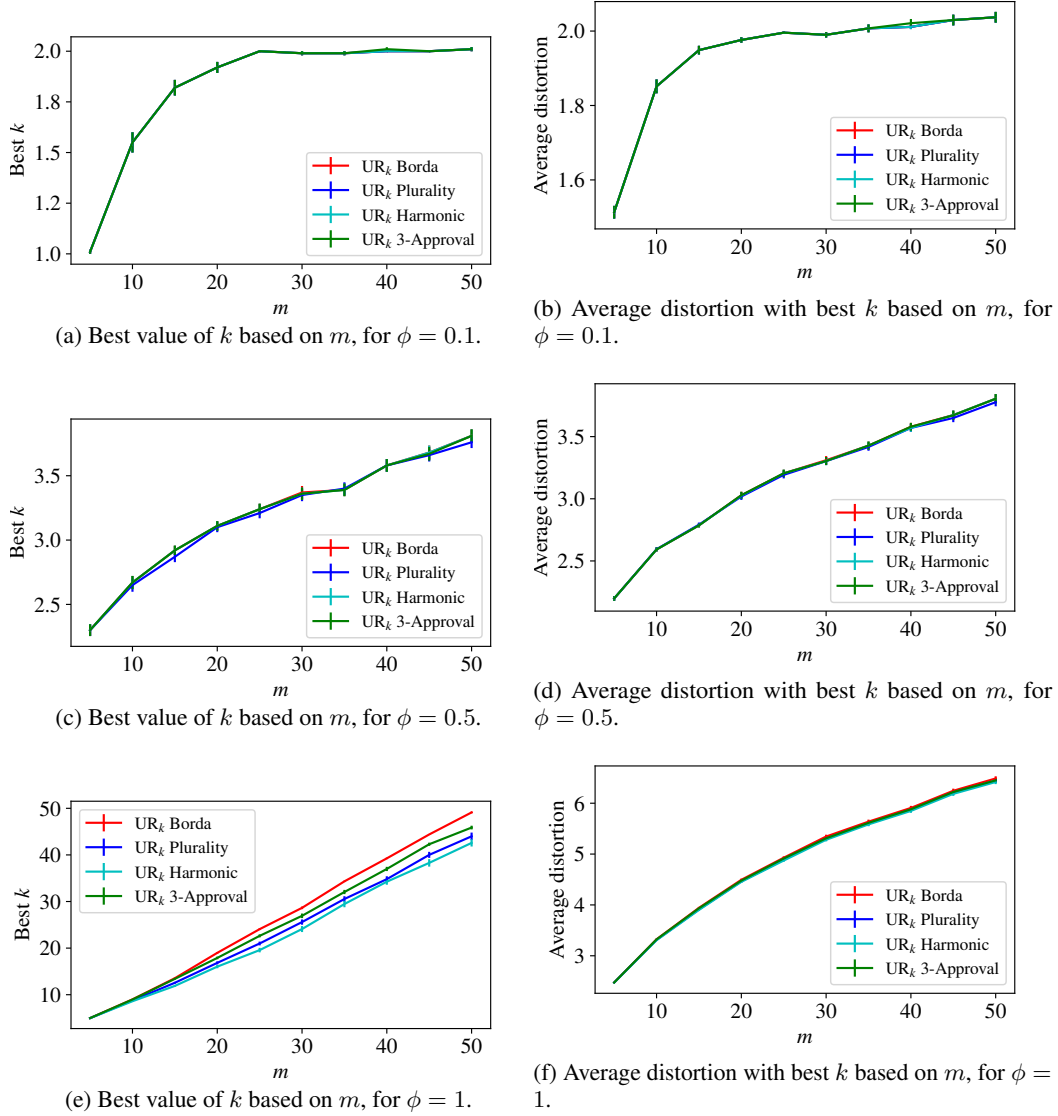 2.0
1.8
1.5
1.2
1.0
Best k
UR_k Borda
UR_k Plurality
UR_k Harmonic
UR_k 3-Approval
10 20 30 40 50
m
(a) Best value of k based on m, for ϕ = 0.1.
2.0
1.8
1.6
Average distortion
UR_k Borda
UR_k Plurality
UR_k Harmonic
UR_k 3-Approval
10 20 30 40 50
m
(b) Average distortion with best k based on m, for
ϕ = 0.1.
3.5
3.0
2.5
Best k
UR_k Borda
UR_k Plurality
UR_k Harmonic
UR_k 3-Approval
10 20 30 40 50
m
(c) Best value of k based on m, for ϕ = 0.5.
3.5
3.0
2.5
Average distortion
UR_k Borda
UR_k Plurality
UR_k Harmonic
UR_k 3-Approval
10 20 30 40 50
m
(d) Average distortion with best k based on m, for
ϕ = 0.5.
50
40
30
20
10
Best k
UR_k Borda
UR_k Plurality
UR_k Harmonic
UR_k 3-Approval
10 20 30 40 50
m
(e) Best value of k based on m, for ϕ = 1.
6
5
4
3
Average distortion
UR_k Borda
UR_k Plurality
UR_k Harmonic
UR_k 3-Approval
10 20 30 40 50
m
(f) Average distortion with best k based on m, for ϕ =
1.